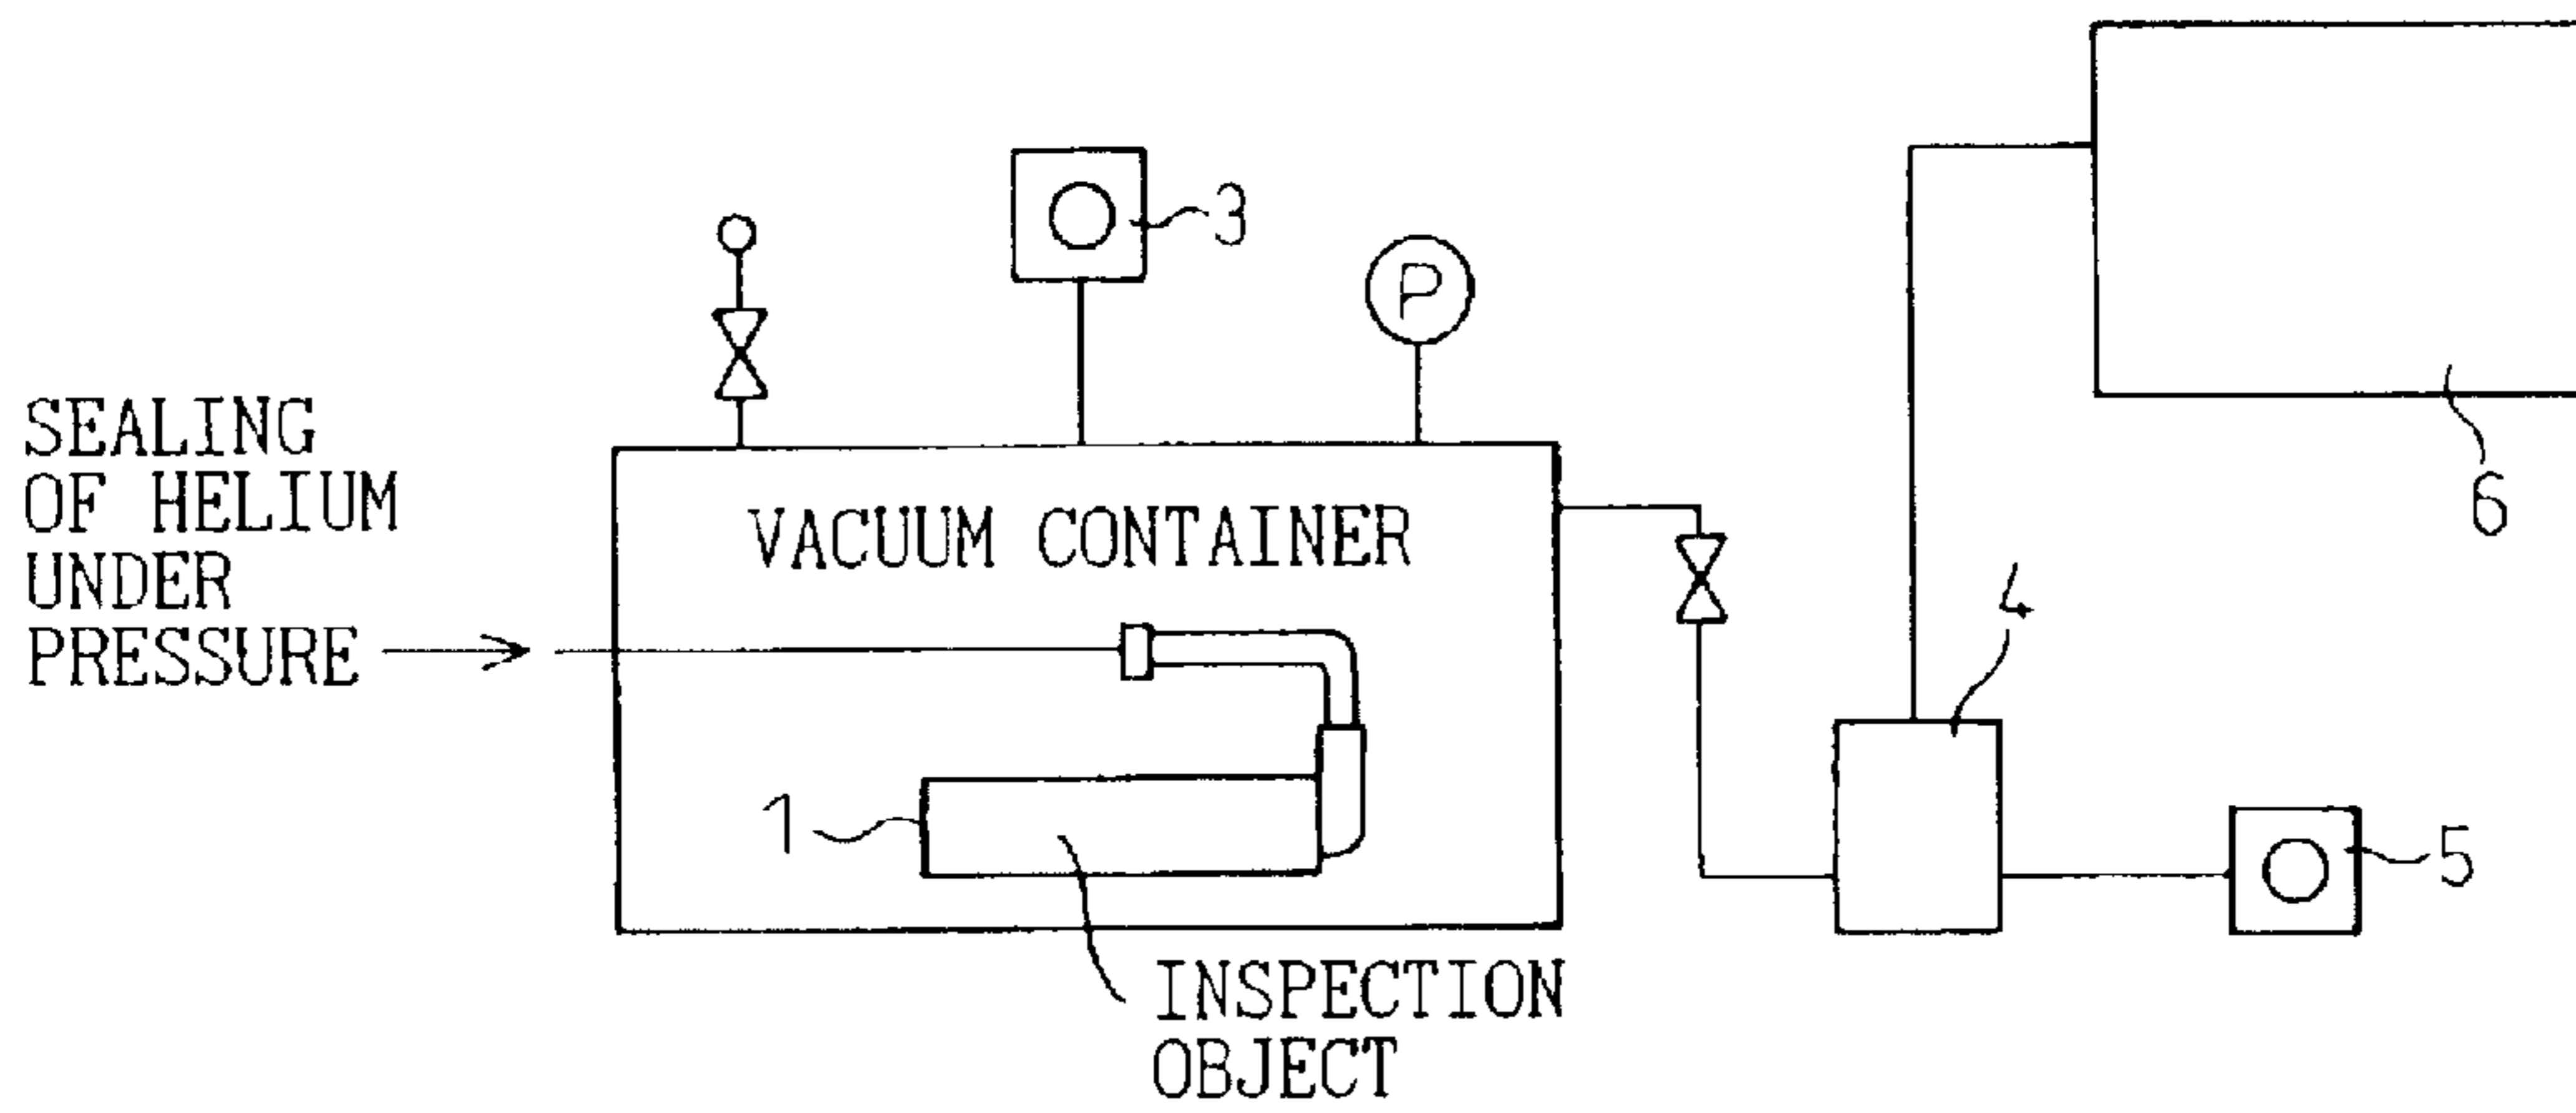 3
P
SEALING
OF HELIUM
UNDER
PRESSURE
VACUUM CONTAINER
6
4
1
5
INSPECTION
OBJECT